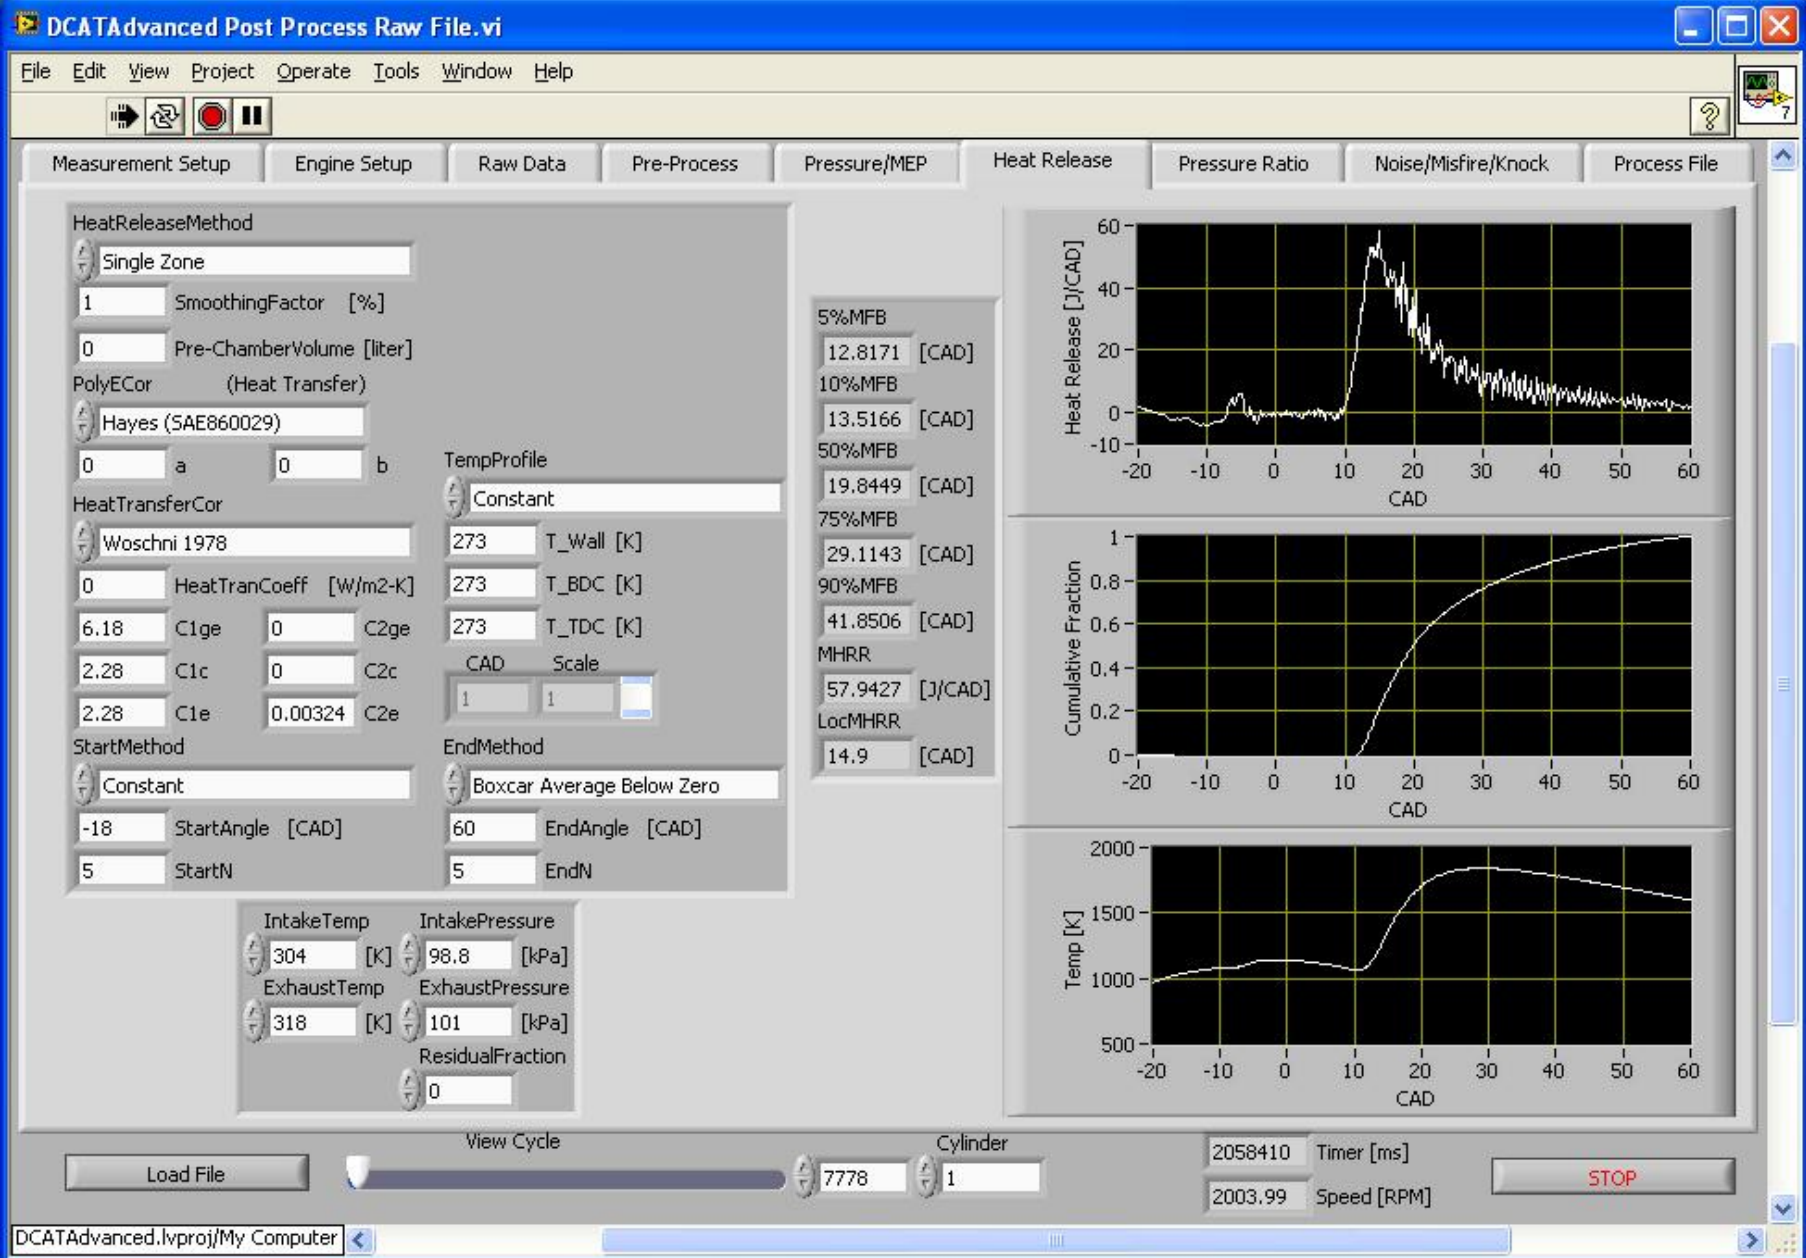 DCATAdvanced Post Process Raw File.vi
File Edit View Project Operate Tools Window Help
7
Measurement Setup Engine Setup Raw Data Pre-Process Pressure/MEP Heat Release Pressure Ratio Noise/Misfire/Knock Process File
HeatReleaseMethod
Single Zone
1 SmoothingFactor [%]
0 Pre-ChamberVolume [liter]
PolyECor (Heat Transfer)
Hayes (SAE860029)
0 a 0 b
HeatTransferCor
Woschni 1978
0 HeatTranCoeff [W/m2-K]
6.18 C1ge 0 C2ge
2.28 C1c 0 C2c
2.28 C1e 0.00324 C2e
StartMethod
Constant
-18 StartAngle [CAD]
5 StartN
TempProfile
Constant
273 T_Wall [K]
273 T_BDC [K]
273 T_TDC [K]
CAD Scale
1 1
EndMethod
Boxcar Average Below Zero
60 EndAngle [CAD]
5 EndN
IntakeTemp IntakePressure
304 [K] 98.8 [kPa]
ExhaustTemp ExhaustPressure
318 [K] 101 [kPa]
ResidualFraction
0
5%MFB
12.8171 [CAD]
10%MFB
13.5166 [CAD]
50%MFB
19.8449 [CAD]
75%MFB
29.1143 [CAD]
90%MFB
41.8506 [CAD]
MHRR
57.9427 [J/CAD]
LocMHRR
14.9 [CAD]
Heat Release [J/CAD]
60
40
20
0
-10
-20 -10 0 10 20 30 40 50 60
CAD
Cumulative Fraction
1
0.8
0.6
0.4
0.2
0
-20 -10 0 10 20 30 40 50 60
CAD
Temp [K]
2000
1500
1000
500
-20 -10 0 10 20 30 40 50 60
CAD
Load File
View Cycle
7778
Cylinder
1
2058410 Timer [ms]
2003.99 Speed [RPM]
STOP
DCATAdvanced.lvproj/My Computer